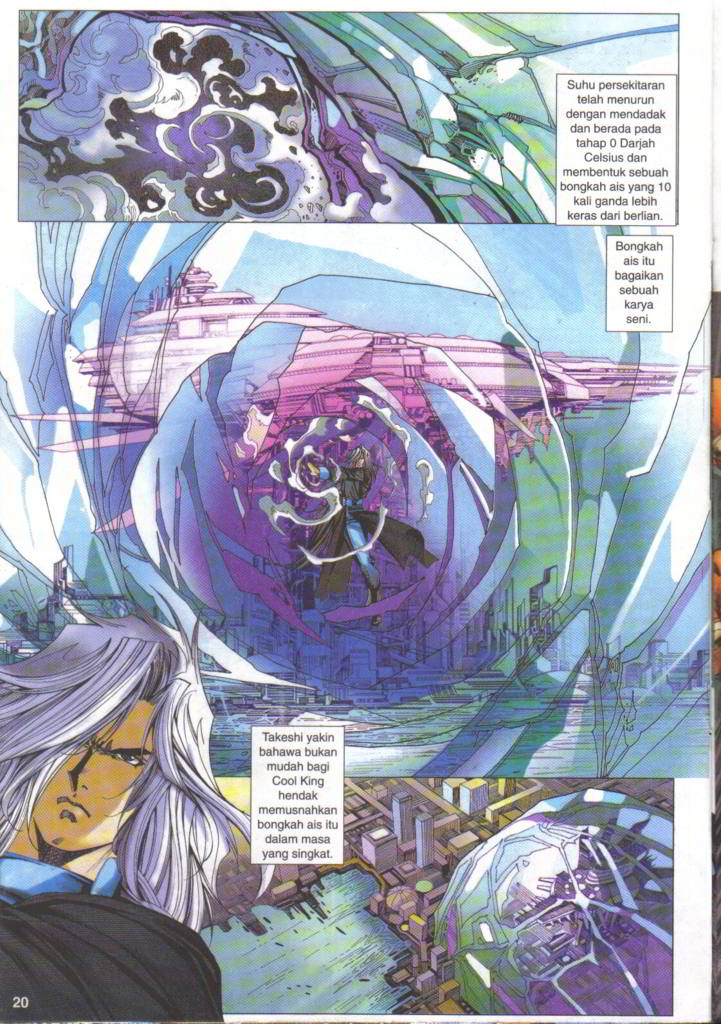 Suhu persekitaran
telah menurun
dengan mendadak
dan berada pada
tahap 0 Darjah
Celsius dan
membentuk sebuah
bongkah ais yang 10
kali ganda lebih
keras dari berlian.
Bongkah
ais itu
bagaikan
sebuah
karya
seni.
Takeshi yakin
bahawa bukan
mudah bagi
Cool King
hendak
memusnahkan
bongkah ais itu
dalam masa
yang singkat.
20